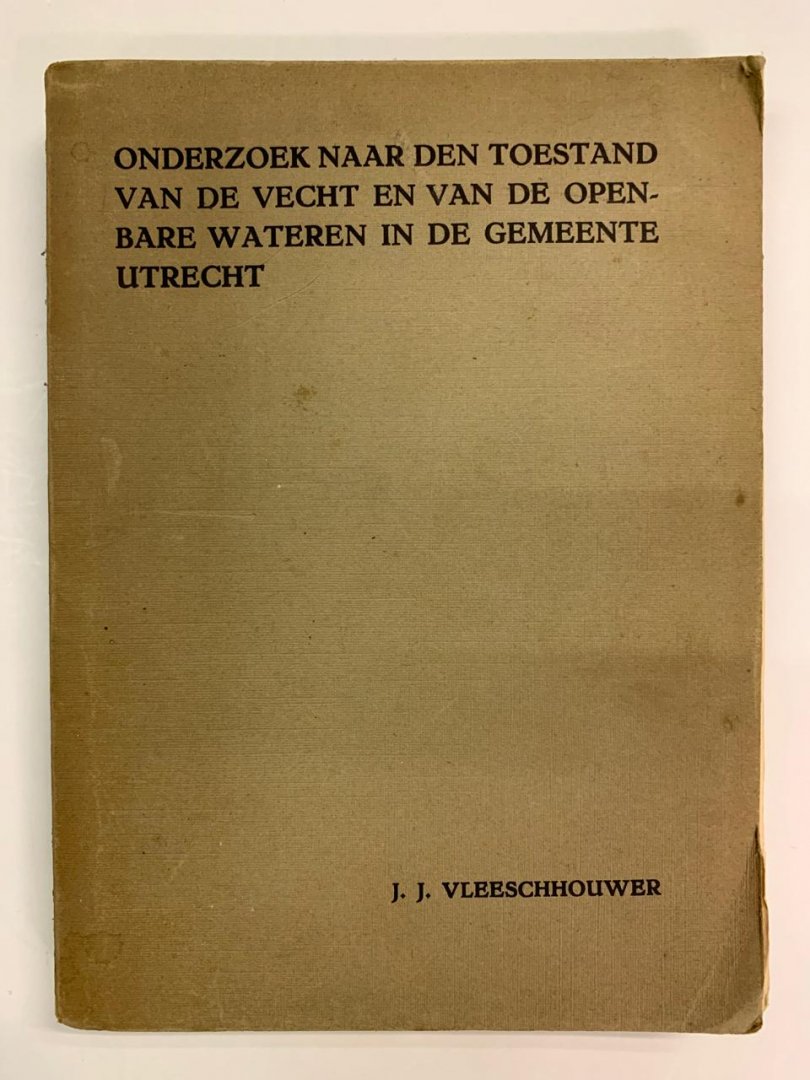 ONDERZOEK NAAR DEN TOESTAND
VAN DE VECHT EN VAN DE OPEN-
BARE WATEREN IN DE GEMEENTE
UTRECHT
J. J. VLEESCHHOUWER